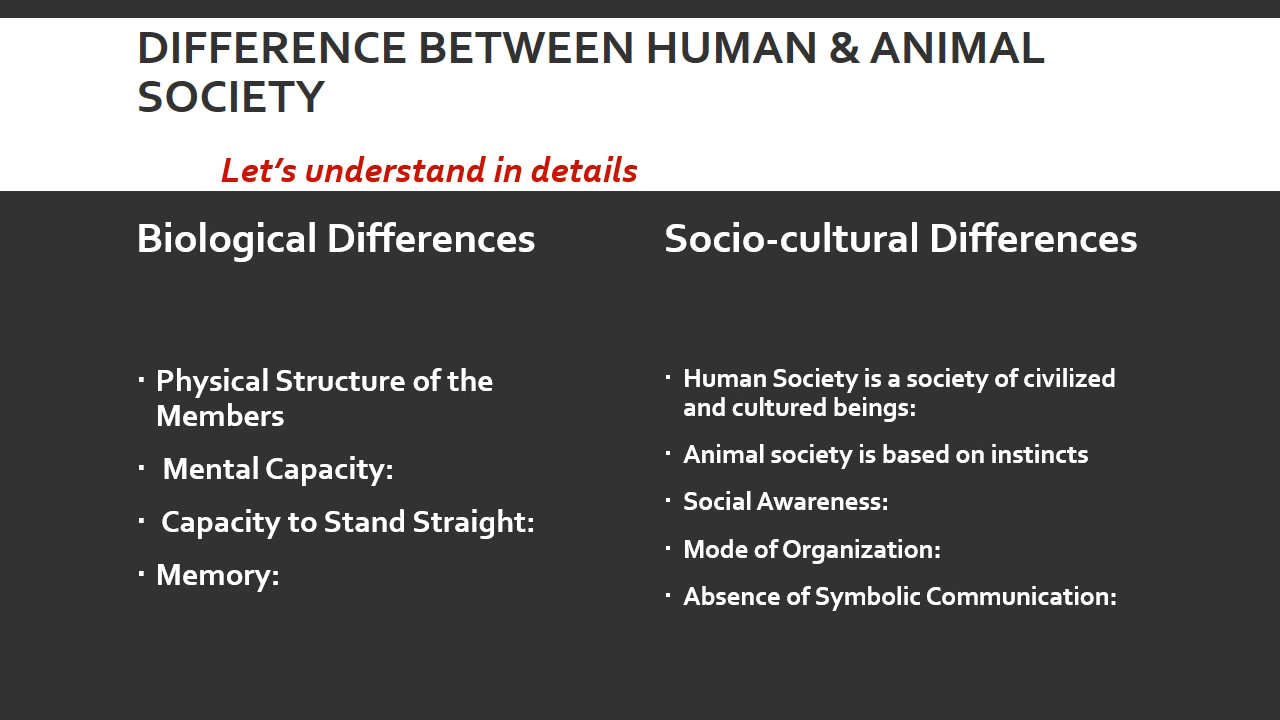 DIFFERENCE BETWEEN HUMAN & ANIMAL
SOCIETY
Let's understand in details
Biological Differences
· Physical Structure of the
Members
· Mental Capacity:
· Capacity to Stand Straight:
· Memory:
Socio-cultural Differences
· Human Society is a society of civilized
and cultured beings:
· Animal society is based on instincts
· Social Awareness:
· Mode of Organization:
· Absence of Symbolic Communication: